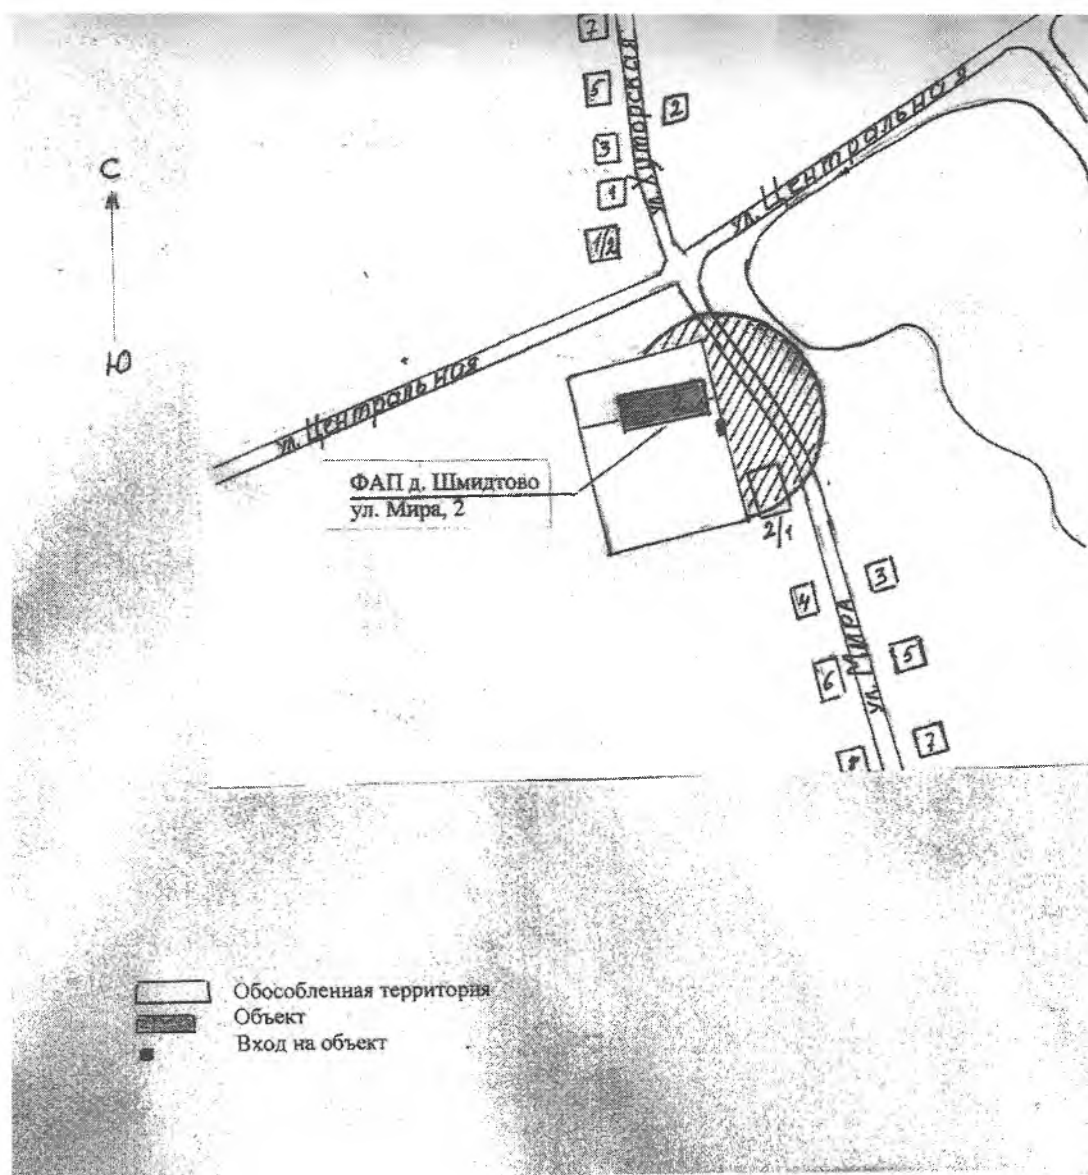 7
5
3
1
1/2
2
ул. Хуторская
ул. Центральная
С
Ю
ул. Центральная
ФАП д. Шмидтово
ул. Мира, 2
2/1
4
3
6
5
8
7
ул. Мира
Обособленная территория
Объект
Вход на объект